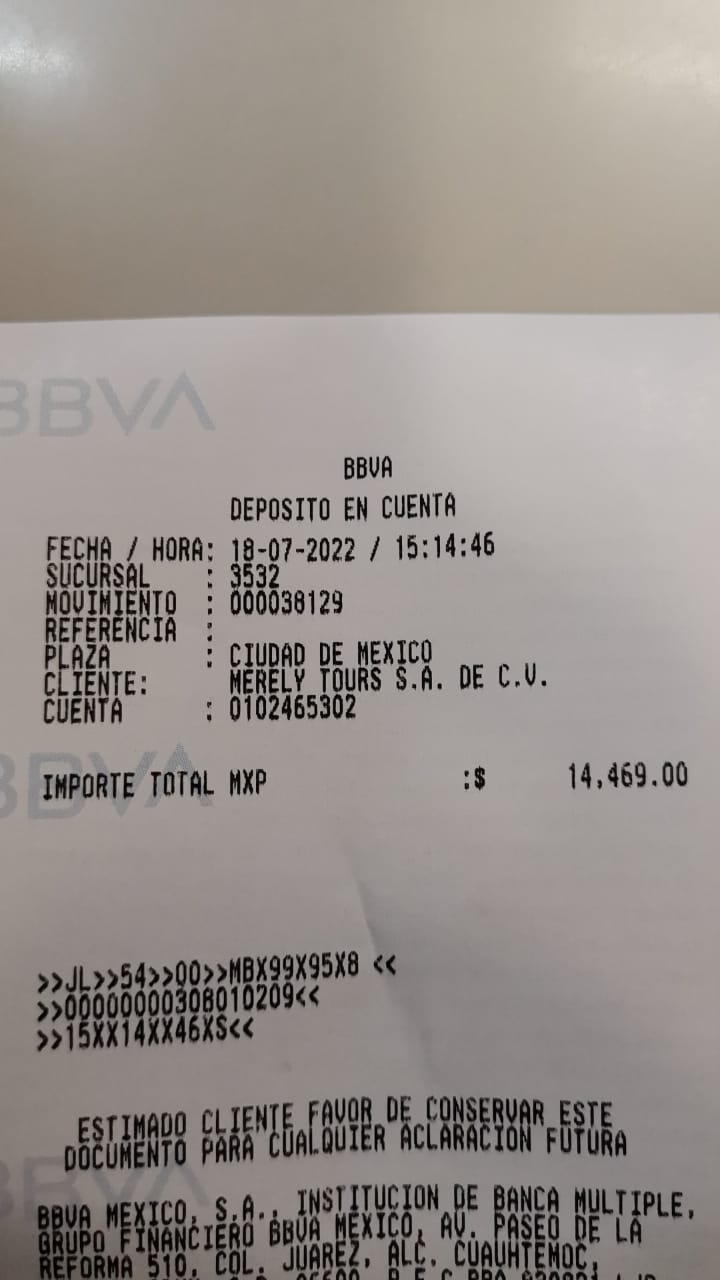 BBVA
BBVA
DEPOSITO EN CUENTA
FECHA / HORA: 18-07-2022 / 15:14:46
SUCURSAL : 3532
MOVIMIENTO : 000038129
REFERENCIA :
PLAZA : CIUDAD DE MEXICO
CLIENTE: MERELY TOURS S.A. DE C.V.
CUENTA : 0102465302
BBVA
IMPORTE TOTAL MXP :$ 14,469.00
>>JL>>54>>00>>MBX99X95X8 <<
>>00000000308010209<<
>>15XX14XX46XS<<
ESTIMADO CLIENTE FAVOR DE CONSERVAR ESTE
DOCUMENTO PARA CUALQUIER ACLARACION FUTURA
BBVA
BBVA MEXICO, S.A., INSTITUCION DE BANCA MULTIPLE,
GRUPO FINANCIERO BBVA MEXICO, AV. PASEO DE LA
REFORMA 510, COL. JUAREZ, ALC. CUAUHTEMOC,